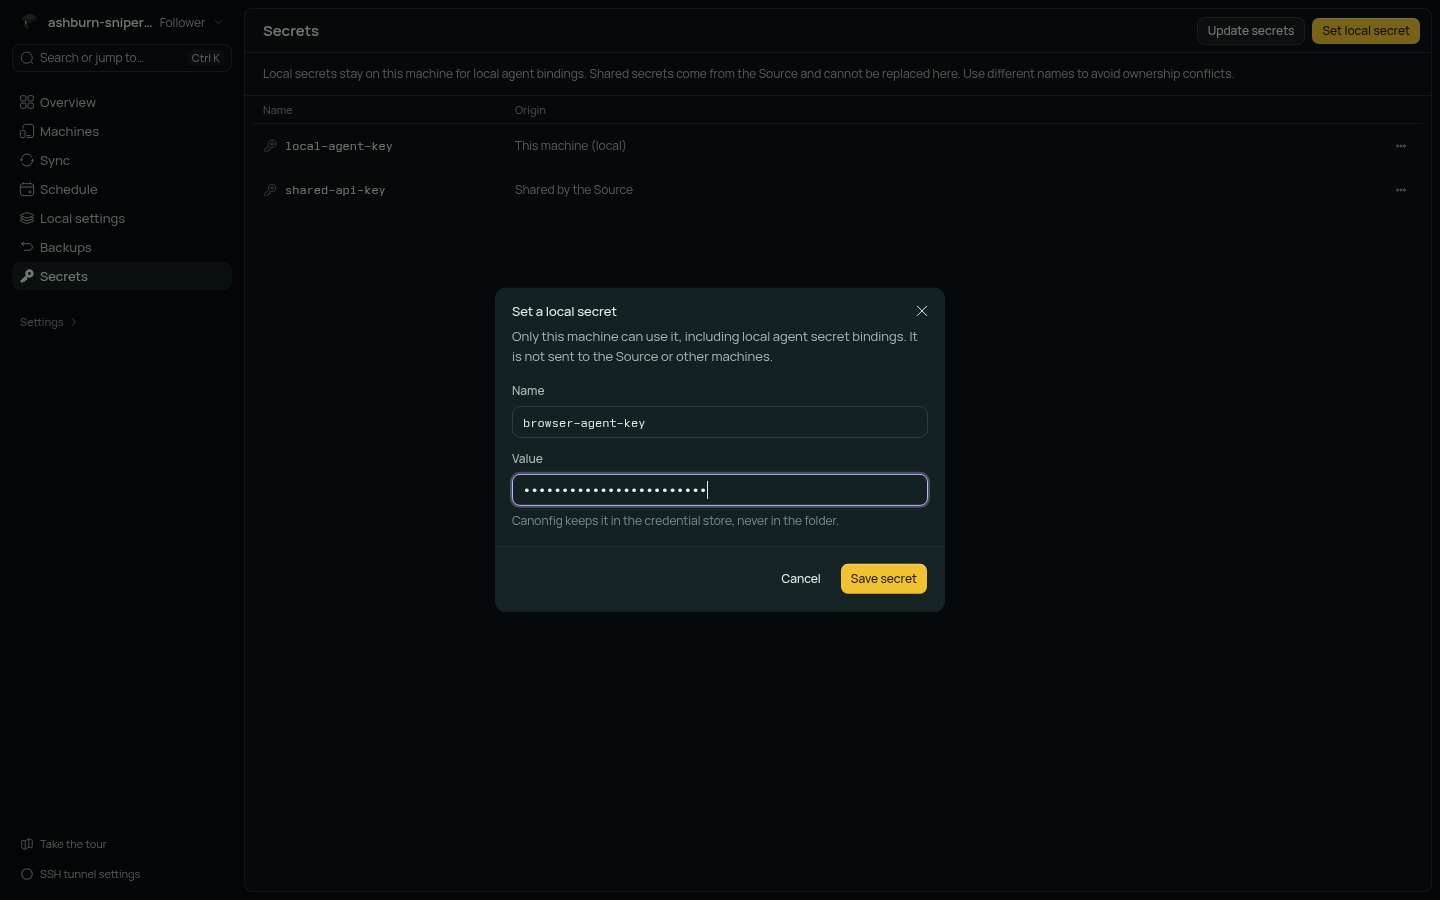 ashburn-sniper... Follower
Search or jump to... Ctrl K
Overview
Machines
Sync
Schedule
Local settings
Backups
Secrets
Settings
Take the tour
SSH tunnel settings
Secrets
Update secrets
Set local secret
Local secrets stay on this machine for local agent bindings. Shared secrets come from the Source and cannot be replaced here. Use different names to avoid ownership conflicts.
Name Origin
local-agent-key This machine (local)
shared-api-key Shared by the Source
Set a local secret
Only this machine can use it, including local agent secret bindings. It
is not sent to the Source or other machines.
Name
browser-agent-key
Value
••••••••••••••••••••••••
Canonfig keeps it in the credential store, never in the folder.
Cancel
Save secret